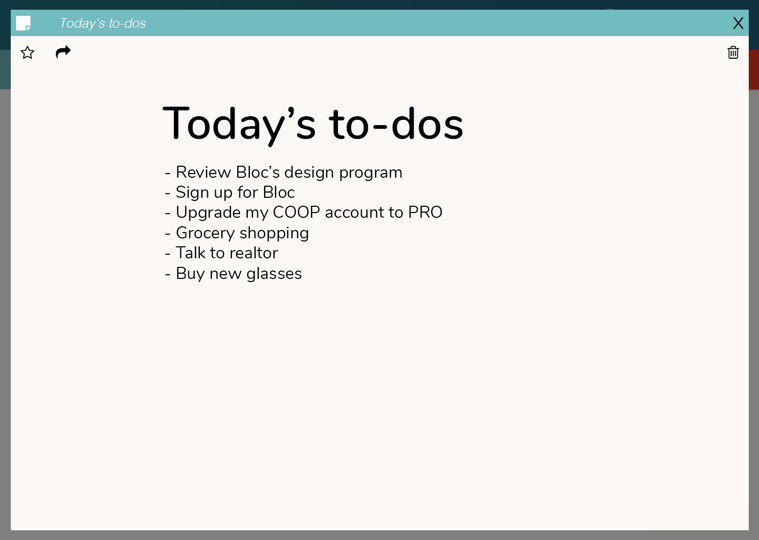 Today's to-dos
X
Today’s to-dos
- Review Bloc’s design program
- Sign up for Bloc
- Upgrade my COOP account to PRO
- Grocery shopping
- Talk to realtor
- Buy new glasses